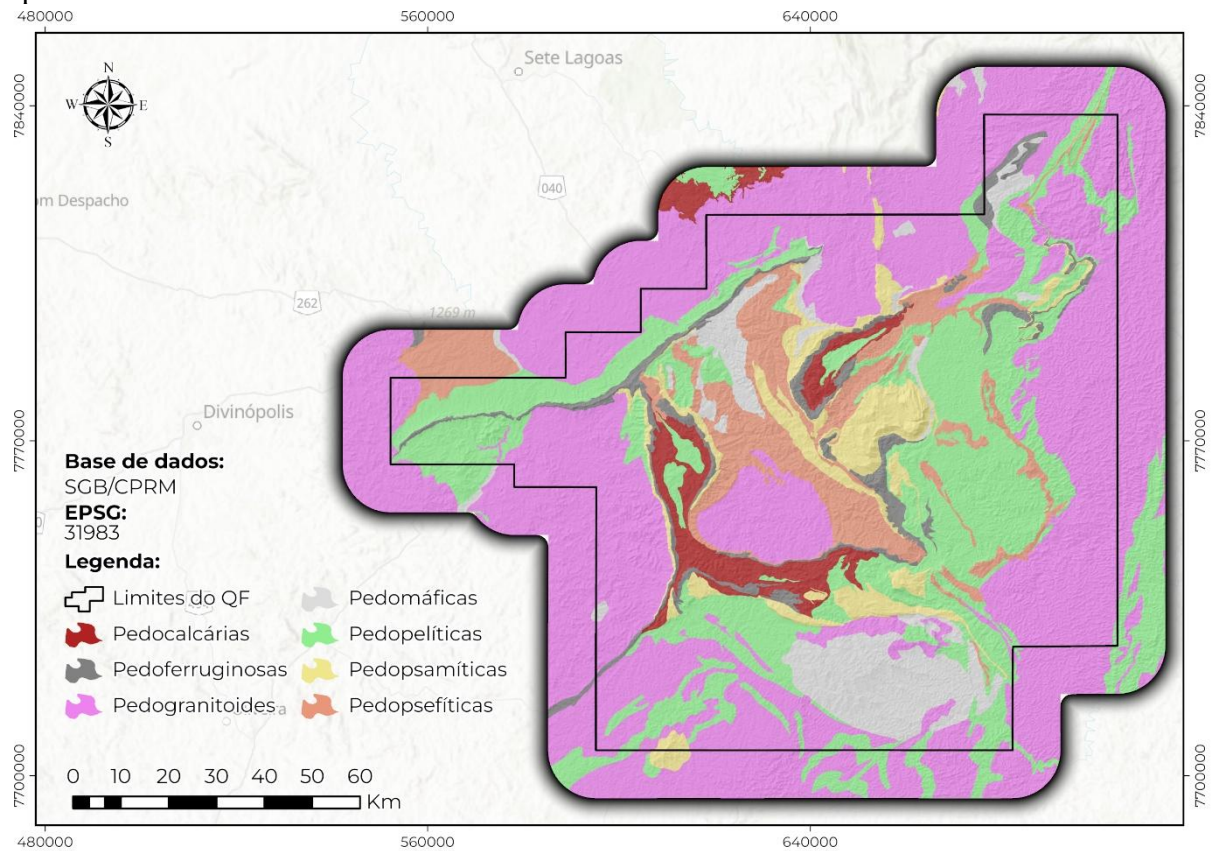 480000
560000
640000
7840000
7840000
N
W
E
S
Sete Lagoas
040
om Despacho
262
1269 m
Divinópolis
7770000
7770000
Base de dados:
SGB/CPRM
EPSG:
31983
Legenda:
Limites do QF
Pedomáficas
Pedocalcárias
Pedopelíticas
Pedoferruginosas
Pedopsamíticas
Pedogranitoides
Pedopsefíticas
0 10 20 30 40 50 60
Km
7700000
7700000
480000
560000
640000